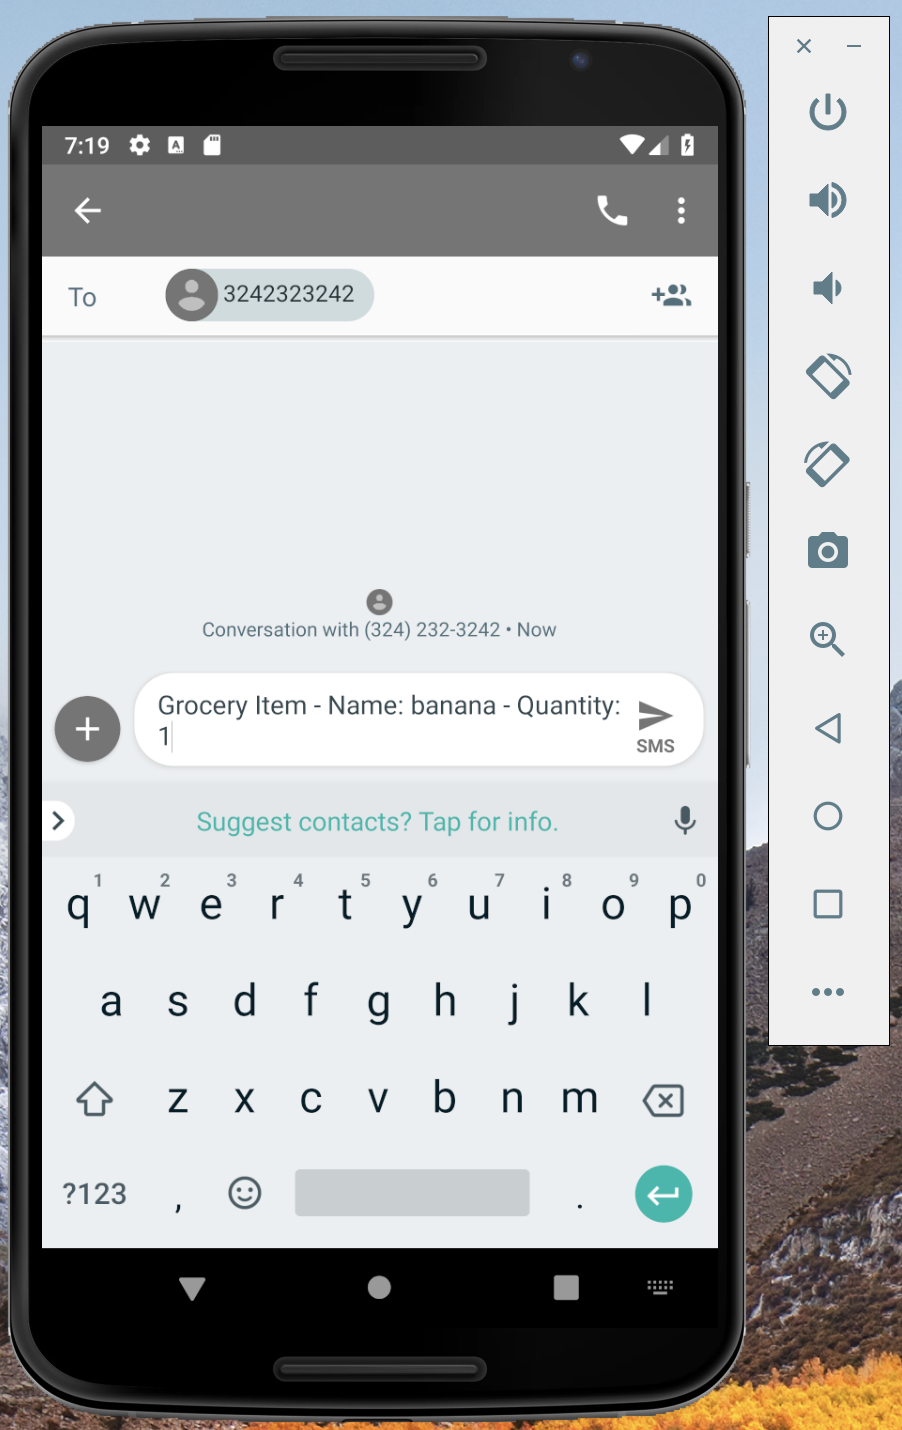 7:19
A
To
3242323242
Conversation with (324) 232-3242 • Now
Grocery Item - Name: banana - Quantity:
1
SMS
Suggest contacts? Tap for info.
1 2 3 4 5 6 7 8 9 0
q w e r t y u i o p
a s d f g h j k l
z x c v b n m
?123 , .